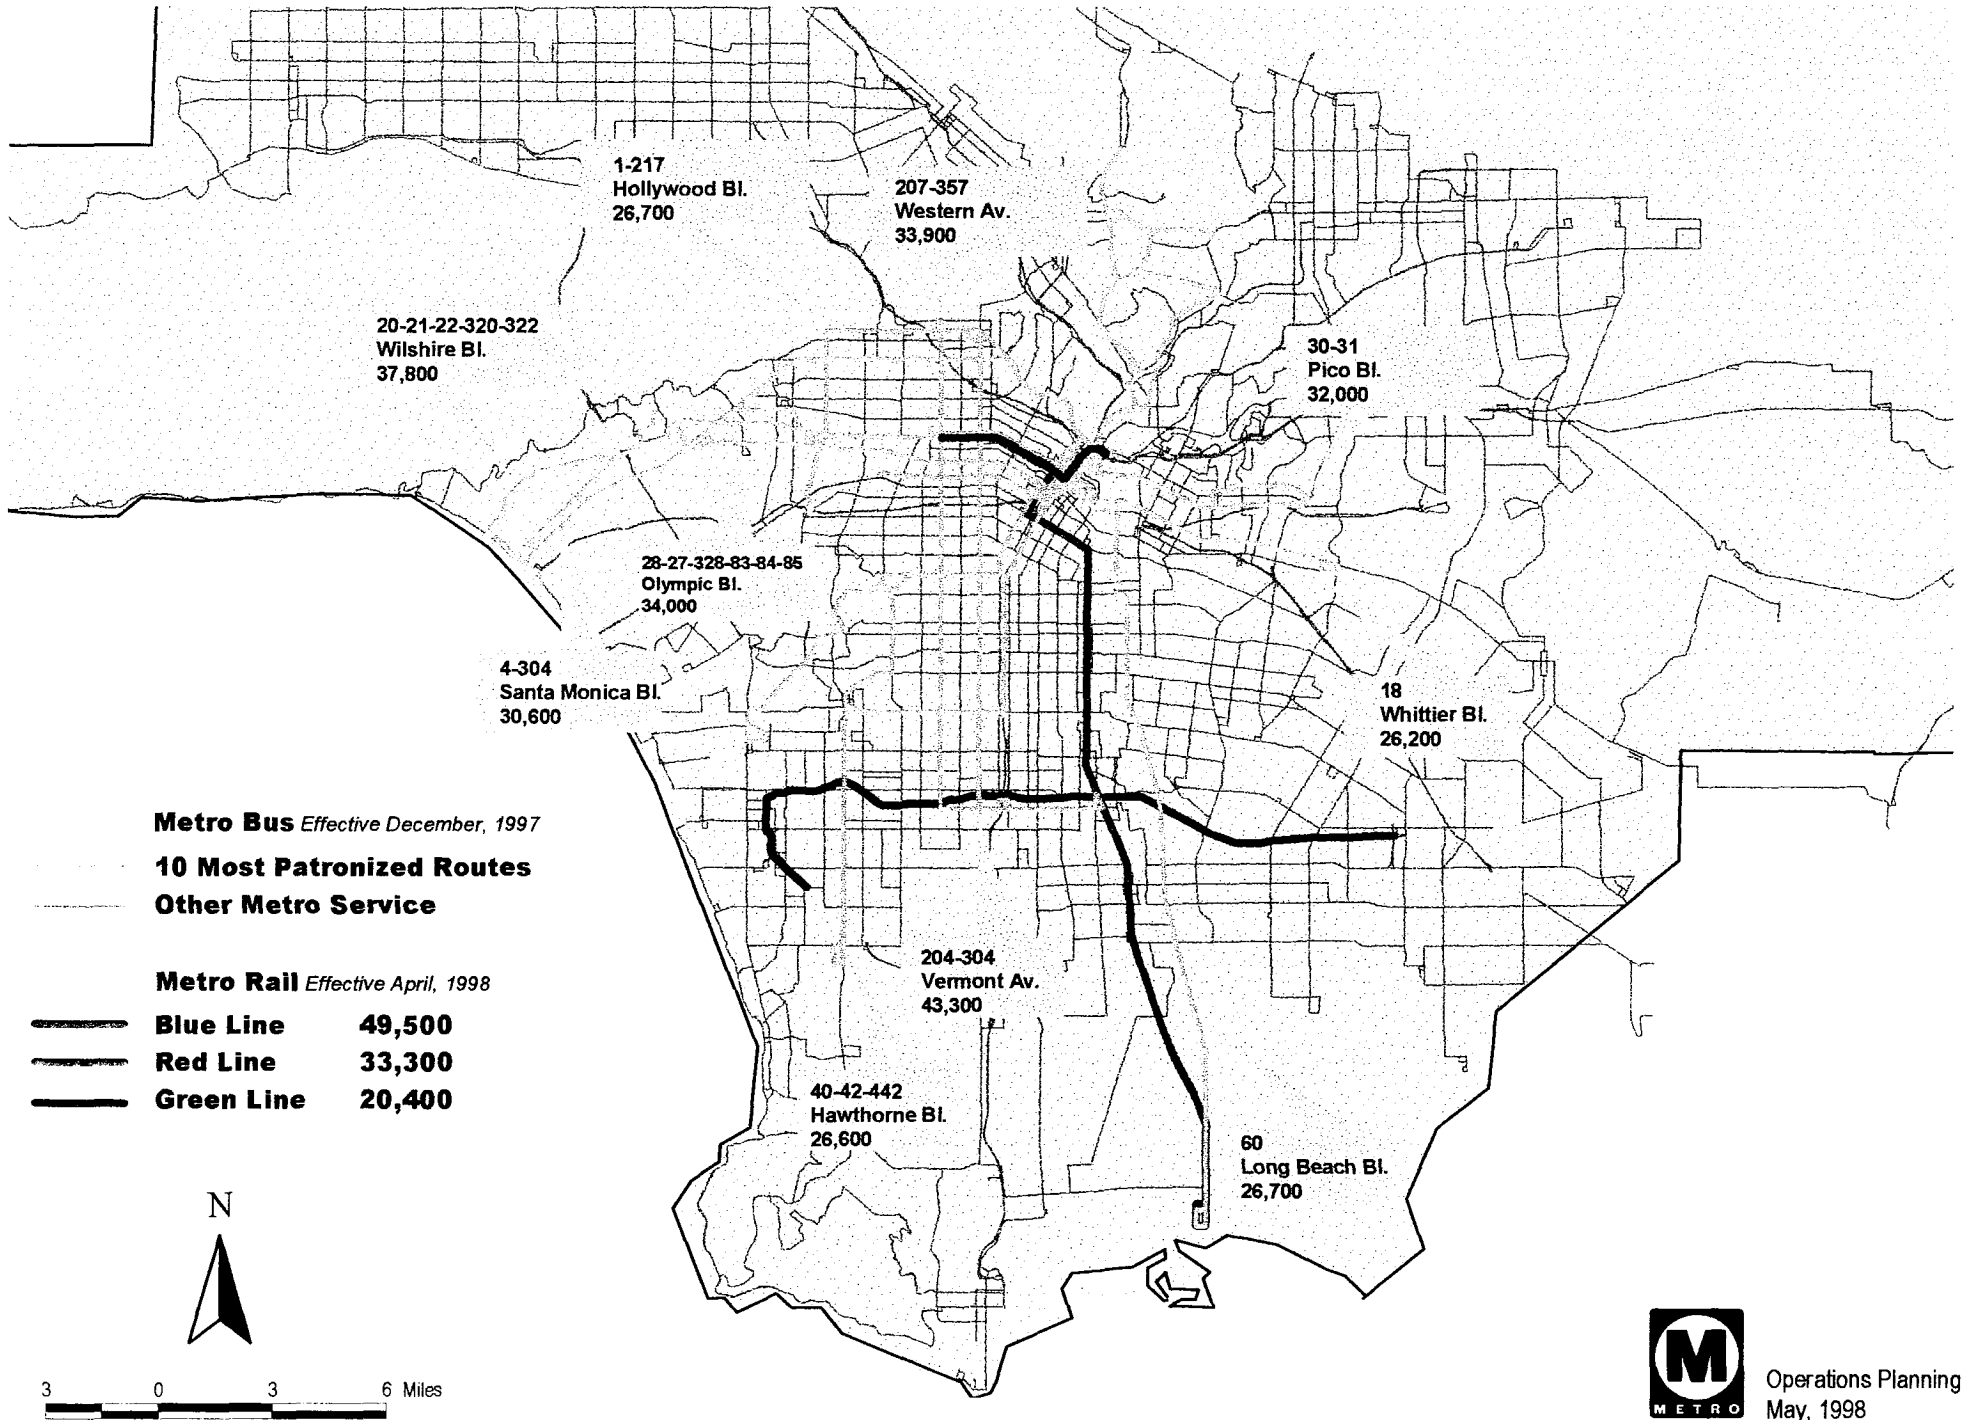 1-217
Hollywood Bl.
26,700
207-357
Western Av.
33,900
20-21-22-320-322
Wilshire Bl.
37,800
30-31
Pico Bl.
32,000
28-27-328-83-84-85
Olympic Bl.
34,000
4-304
Santa Monica Bl.
30,600
18
Whittier Bl.
26,200
Metro Bus Effective December, 1997
10 Most Patronized Routes
Other Metro Service
Metro Rail Effective April, 1998
Blue Line 49,500
Red Line 33,300
Green Line 20,400
204-304
Vermont Av.
43,300
40-42-442
Hawthorne Bl.
26,600
60
Long Beach Bl.
26,700
N
3 0 3 6 Miles
M
METRO
Operations Planning
May, 1998